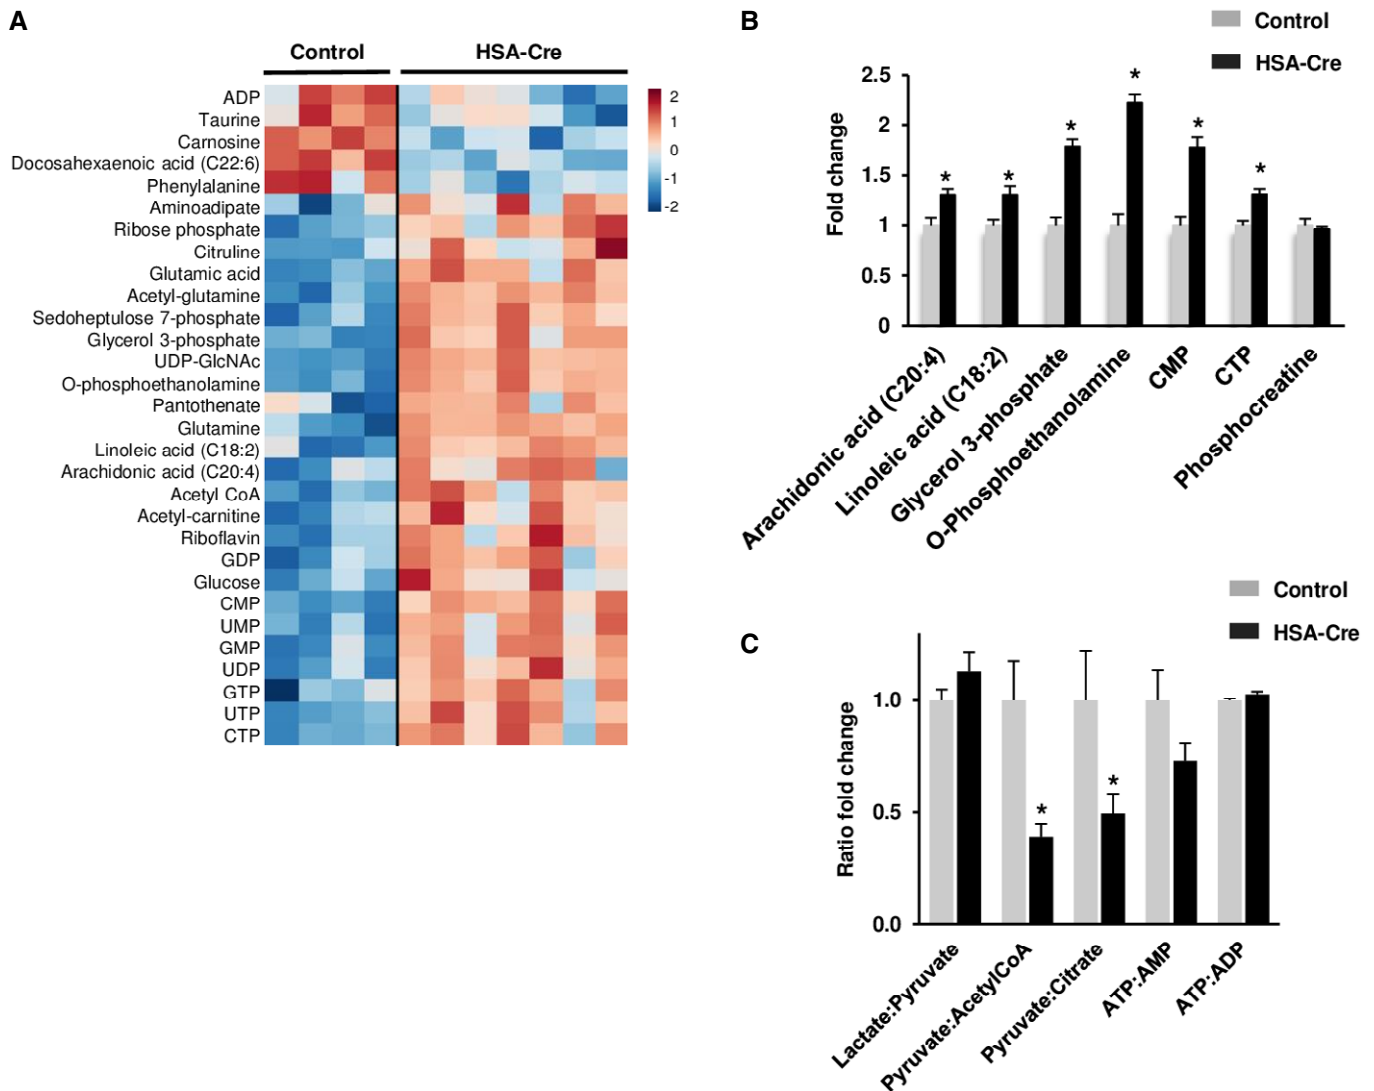 A
Control HSA-Cre
ADP
Taurine
Carnosine
Docosahexaenoic acid (C22:6)
Phenylalanine
Aminoadipate
Ribose phosphate
Citruline
Glutamic acid
Acetyl-glutamine
Sedoheptulose 7-phosphate
Glycerol 3-phosphate
UDP-GlcNAc
O-phosphoethanolamine
Pantothenate
Glutamine
Linoleic acid (C18:2)
Arachidonic acid (C20:4)
Acetyl CoA
Acetyl-carnitine
Riboflavin
GDP
Glucose
CMP
UMP
GMP
UDP
GTP
UTP
CTP
2
1
0
-1
-2
B
Control
HSA-Cre
Fold change
2.5
2
1.5
1
0.5
0
* * * * * *
Arachidonic acid (C20:4)
Linoleic acid (C18:2)
Glycerol 3-phosphate
O-Phosphoethanolamine
CMP
CTP
Phosphocreatine
C
Control
HSA-Cre
Ratio fold change
1.0
0.5
0.0
* *
Lactate:Pyruvate
Pyruvate:AcetylCoA
Pyruvate:Citrate
ATP:AMP
ATP:ADP